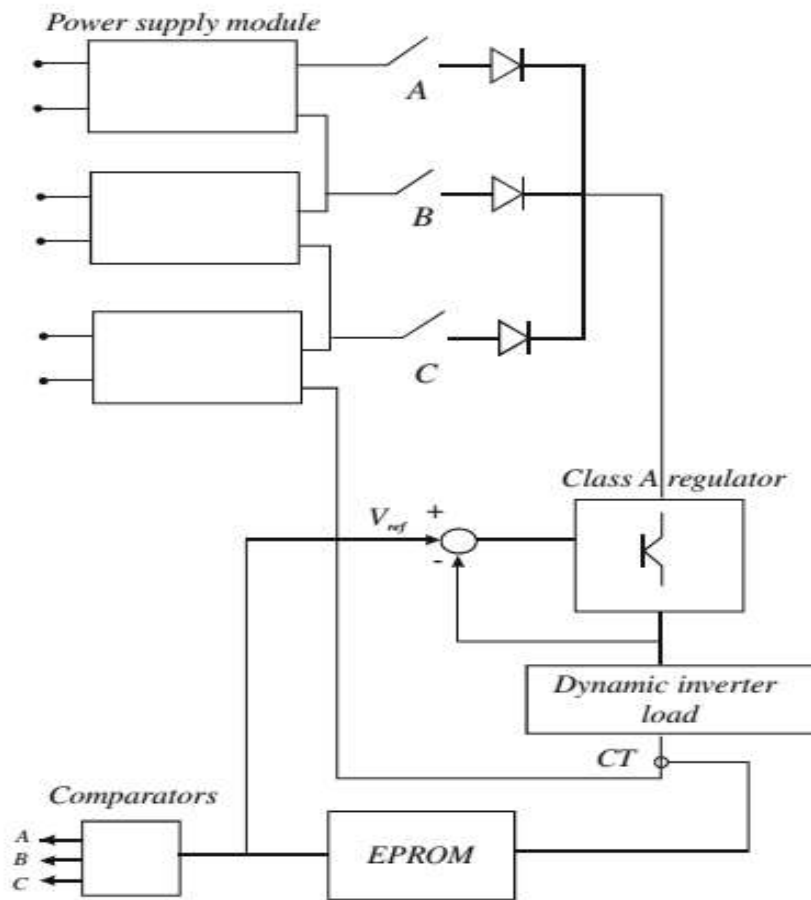 Power supply module
A
B
C
Class A regulator
Vref
+
-
Dynamic inverter
load
CT
Comparators
A
B
C
EPROM